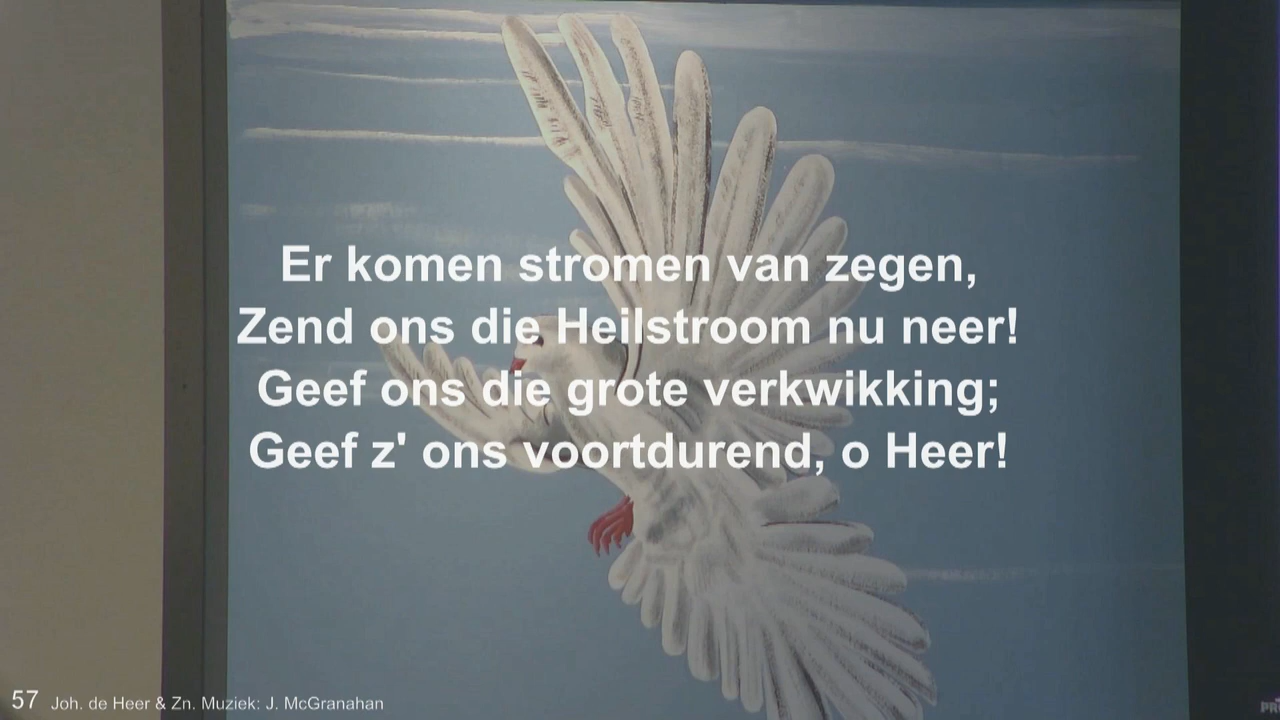 Er komen stromen van zegen,
Zend ons die Heilstroom nu neer!
Geef ons die grote verkwikking;
Geef z' ons voortdurend, o Heer!
57 Joh. de Heer & Zn. Muziek: J. McGranahan